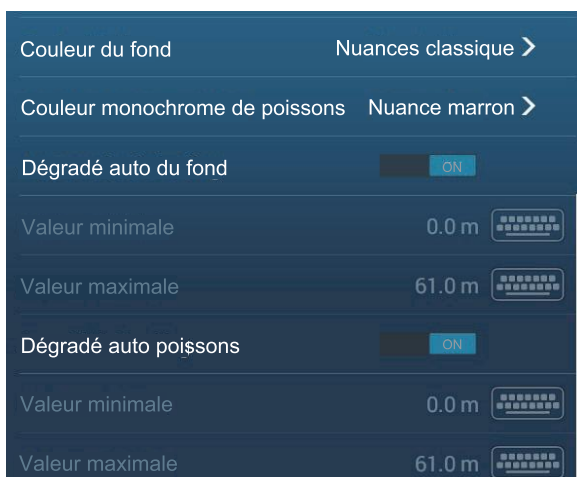 Couleur du fond Nuances classique
Couleur monochrome de poissons Nuance marron
Dégradé auto du fond ON
Valeur minimale 0.0 m
Valeur maximale 61.0 m
Dégradé auto poissons ON
Valeur minimale 0.0 m
Valeur maximale 61.0 m